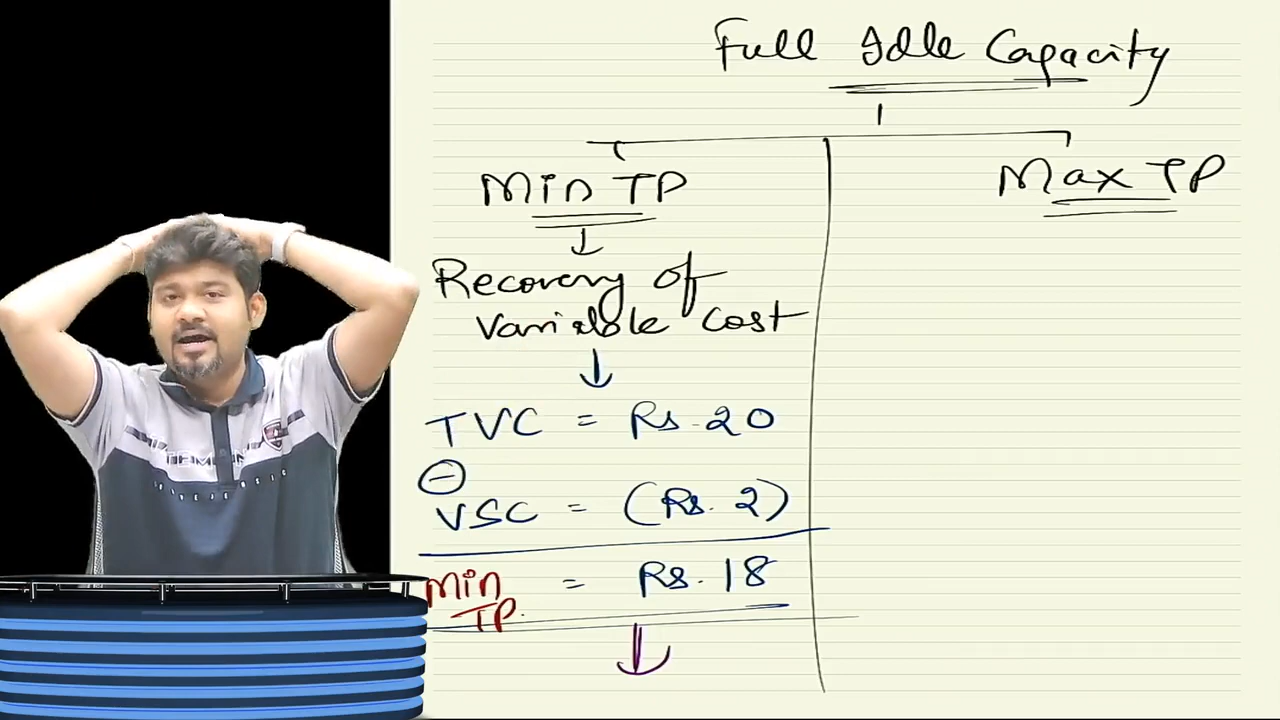 Full Idle Capacity
Min TP
Max TP
Recovery of
Variable Cost
TVC = Rs. 20
(-)
VSC = (Rs. 2)
Min TP. = Rs. 18